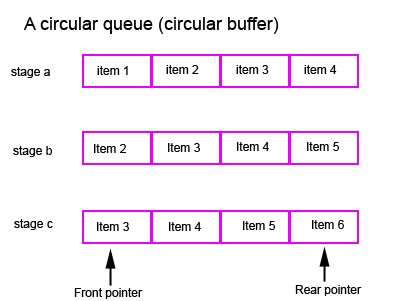 A circular queue (circular buffer)
stage a item 1 item 2 item 3 item 4
stage b Item 2 Item 3 Item 4 Item 5
stage c Item 3 Item 4 Item 5 Item 6
Front pointer Rear pointer